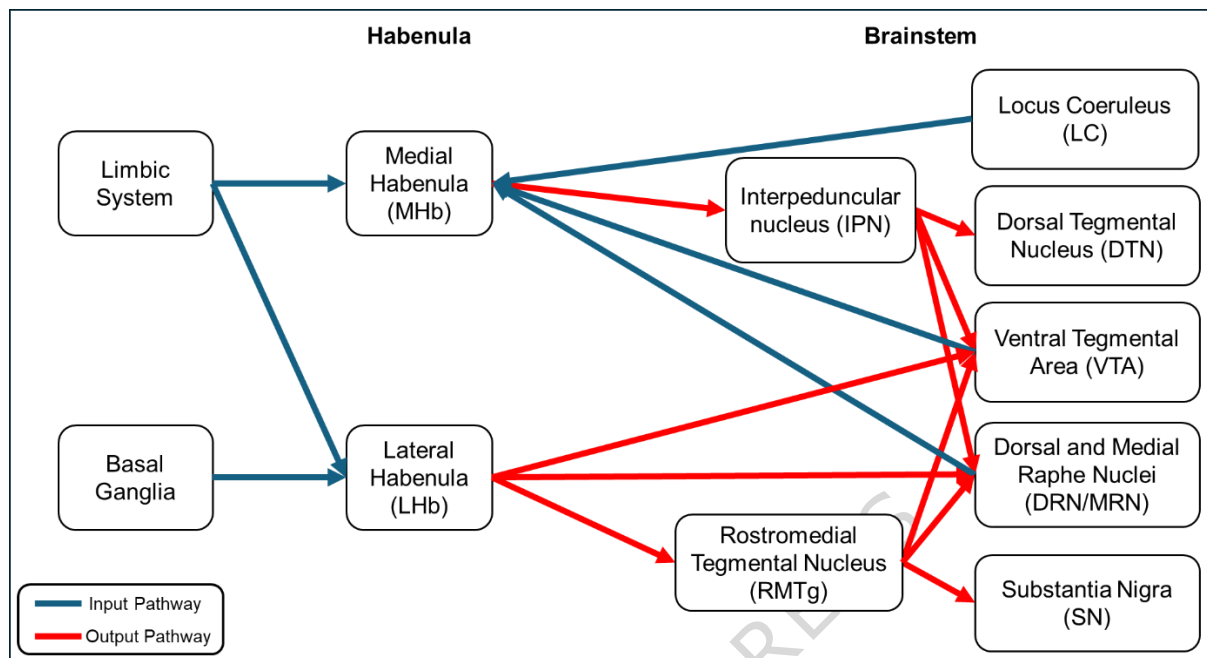 Habenula
Brainstem
Locus Coeruleus
(LC)
Limbic
System
Medial
Habenula
(MHb)
Interpeduncular
nucleus (IPN)
Dorsal Tegmental
Nucleus (DTN)
Ventral Tegmental
Area (VTA)
Basal
Ganglia
Lateral
Habenula
(LHb)
Dorsal and Medial
Raphe Nuclei
(DRN/MRN)
Rostromedial
Tegmental Nucleus
(RMTg)
Substantia Nigra
(SN)
Input Pathway
Output Pathway